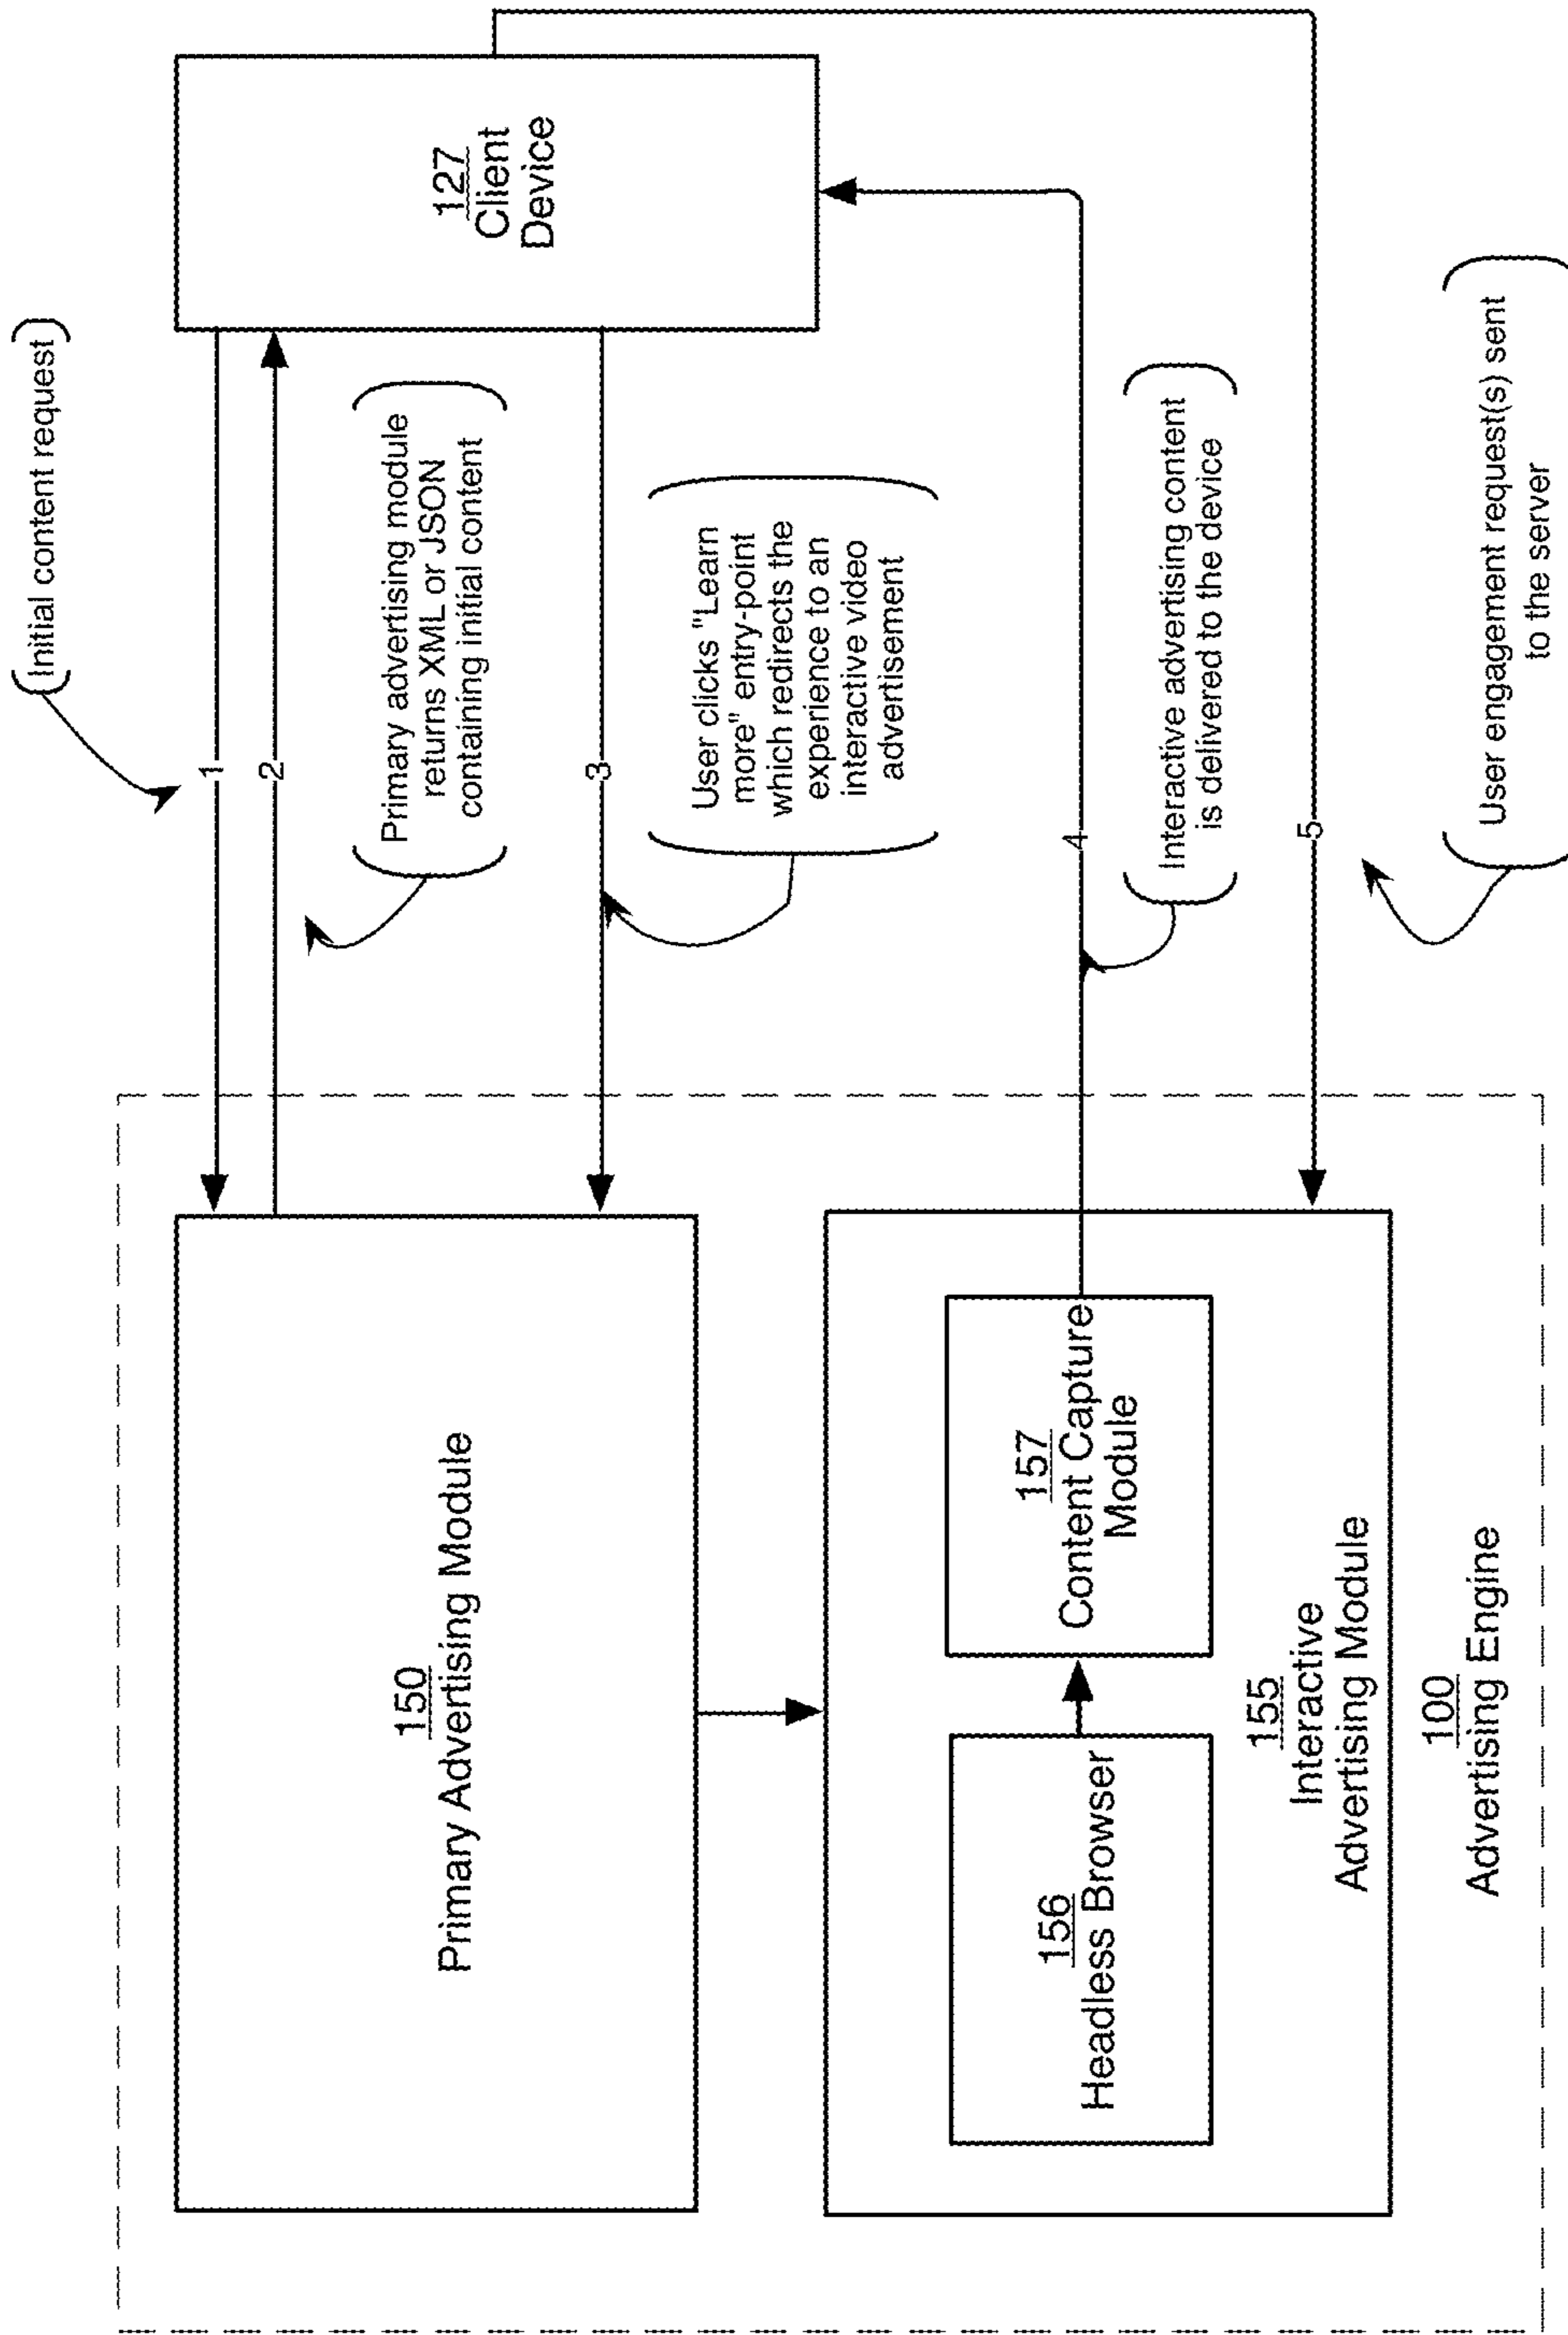 Initial content request
1
2
Primary advertising module
returns XML or JSON
containing initial content
3
User clicks "Learn
more" entry-point
which redirects the
experience to an
interactive video
advertisement
127
Client
Device
150
Primary Advertising Module
4
Interactive advertising content
is delivered to the device
5
User engagement request(s) sent
to the server
156
Headless Browser
157
Content Capture
Module
155
Interactive
Advertising Module
100
Advertising Engine